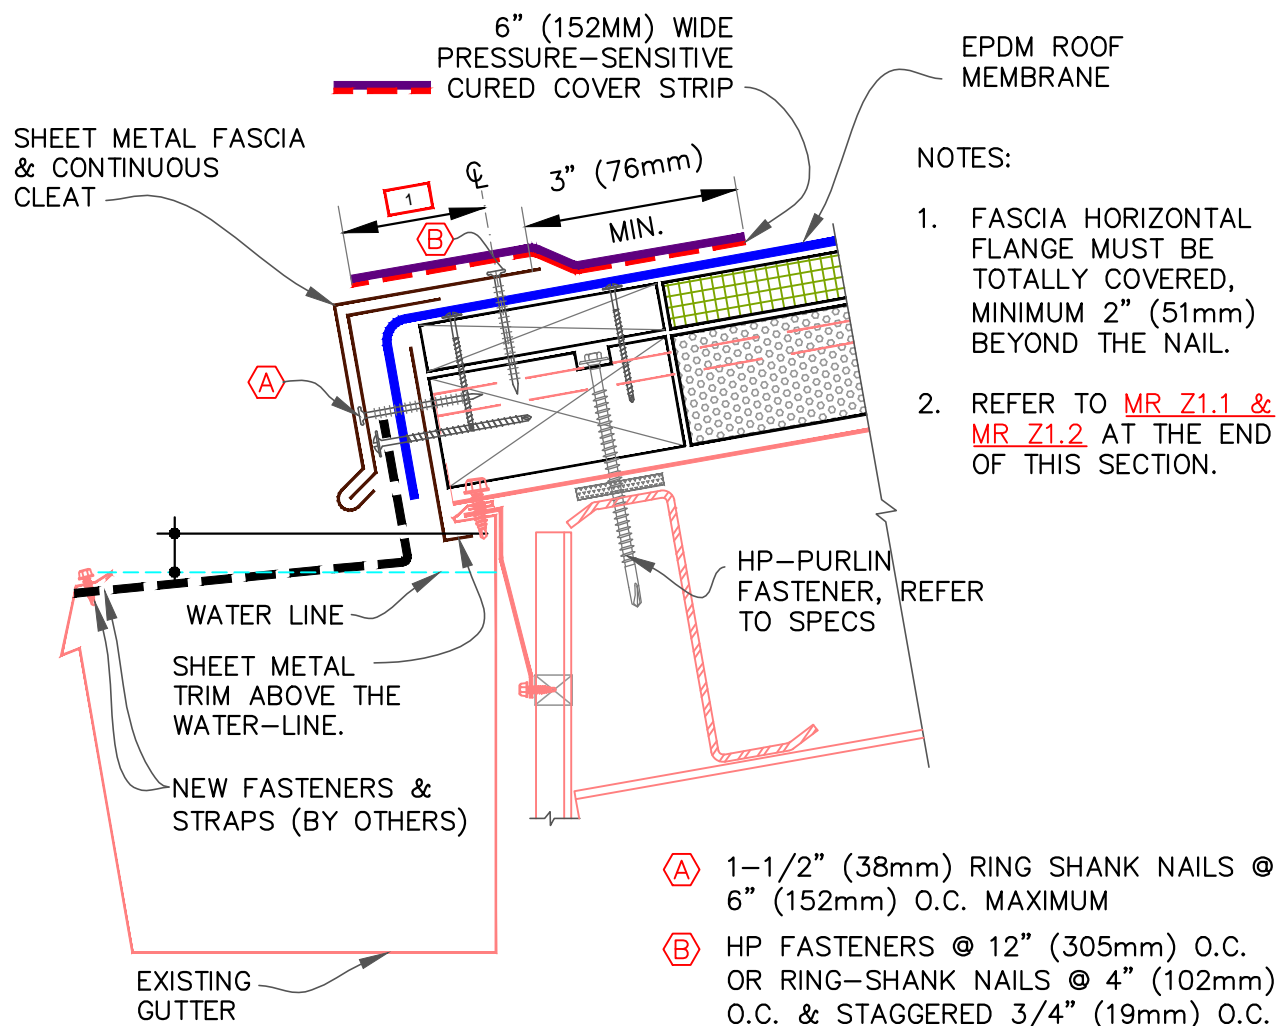 6" (152MM) WIDE
PRESSURE-SENSITIVE
CURED COVER STRIP
EPDM ROOF
MEMBRANE
SHEET METAL FASCIA
& CONTINUOUS
CLEAT
℄
3" (76mm)
MIN.
1
B
NOTES:
1. FASCIA HORIZONTAL
FLANGE MUST BE
TOTALLY COVERED,
MINIMUM 2" (51mm)
BEYOND THE NAIL.
2. REFER TO MR Z1.1 &
MR Z1.2 AT THE END
OF THIS SECTION.
A
HP-PURLIN
FASTENER, REFER
TO SPECS
WATER LINE
SHEET METAL
TRIM ABOVE THE
WATER-LINE.
NEW FASTENERS &
STRAPS (BY OTHERS)
EXISTING
GUTTER
A 1-1/2" (38mm) RING SHANK NAILS @
6" (152mm) O.C. MAXIMUM
B HP FASTENERS @ 12" (305mm) O.C.
OR RING-SHANK NAILS @ 4" (102mm)
O.C. & STAGGERED 3/4" (19mm) O.C.